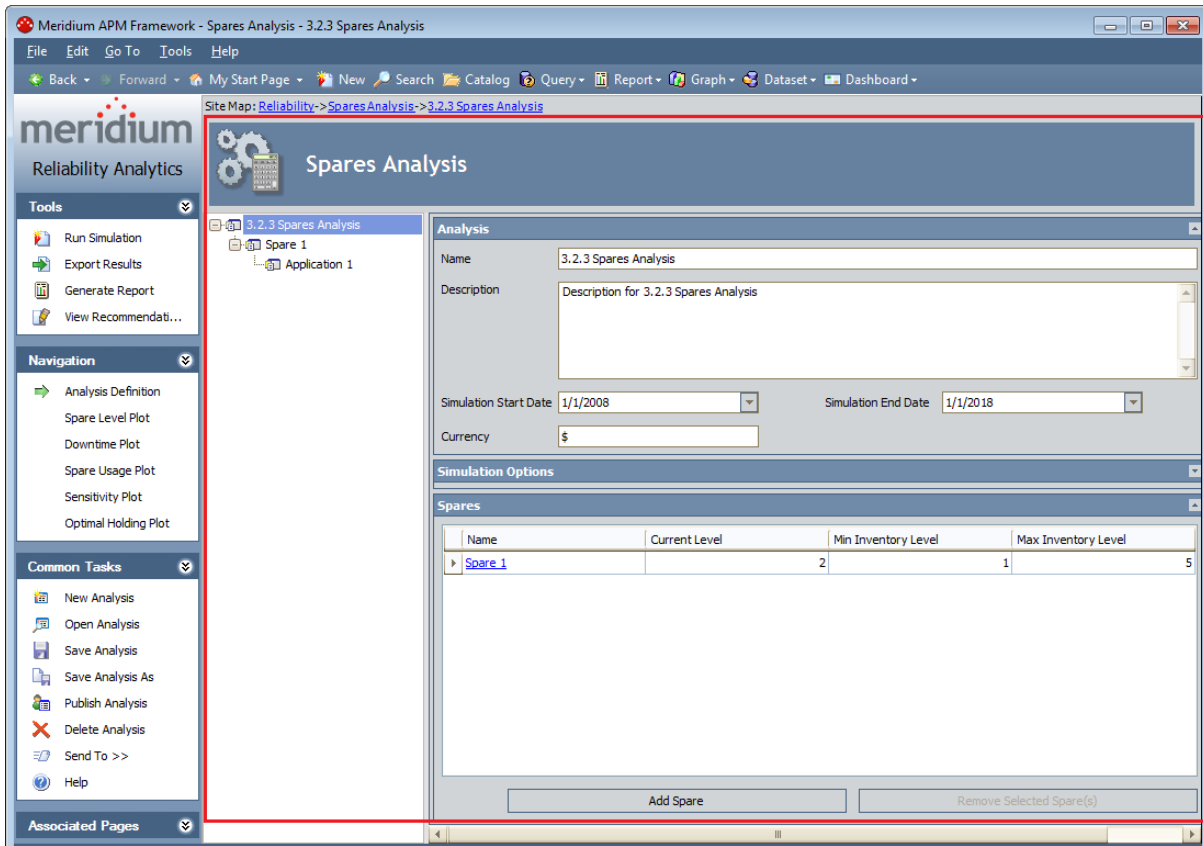 Meridium APM Framework - Spares Analysis - 3.2.3 Spares Analysis
File Edit Go To Tools Help
Back Forward My Start Page New Search Catalog Query Report Graph Dataset Dashboard
Site Map: Reliability->Spares Analysis->3.2.3 Spares Analysis
meridium
Reliability Analytics
Tools
Run Simulation
Export Results
Generate Report
View Recommendati...
Navigation
Analysis Definition
Spare Level Plot
Downtime Plot
Spare Usage Plot
Sensitivity Plot
Optimal Holding Plot
Common Tasks
New Analysis
Open Analysis
Save Analysis
Save Analysis As
Publish Analysis
Delete Analysis
Send To >>
Help
Associated Pages
Spares Analysis
3.2.3 Spares Analysis
Spare 1
Application 1
Analysis
Name 3.2.3 Spares Analysis
Description Description for 3.2.3 Spares Analysis
Simulation Start Date 1/1/2008 Simulation End Date 1/1/2018
Currency $
Simulation Options
Spares
Name Current Level Min Inventory Level Max Inventory Level
Spare 1 2 1 5
Add Spare Remove Selected Spare(s)